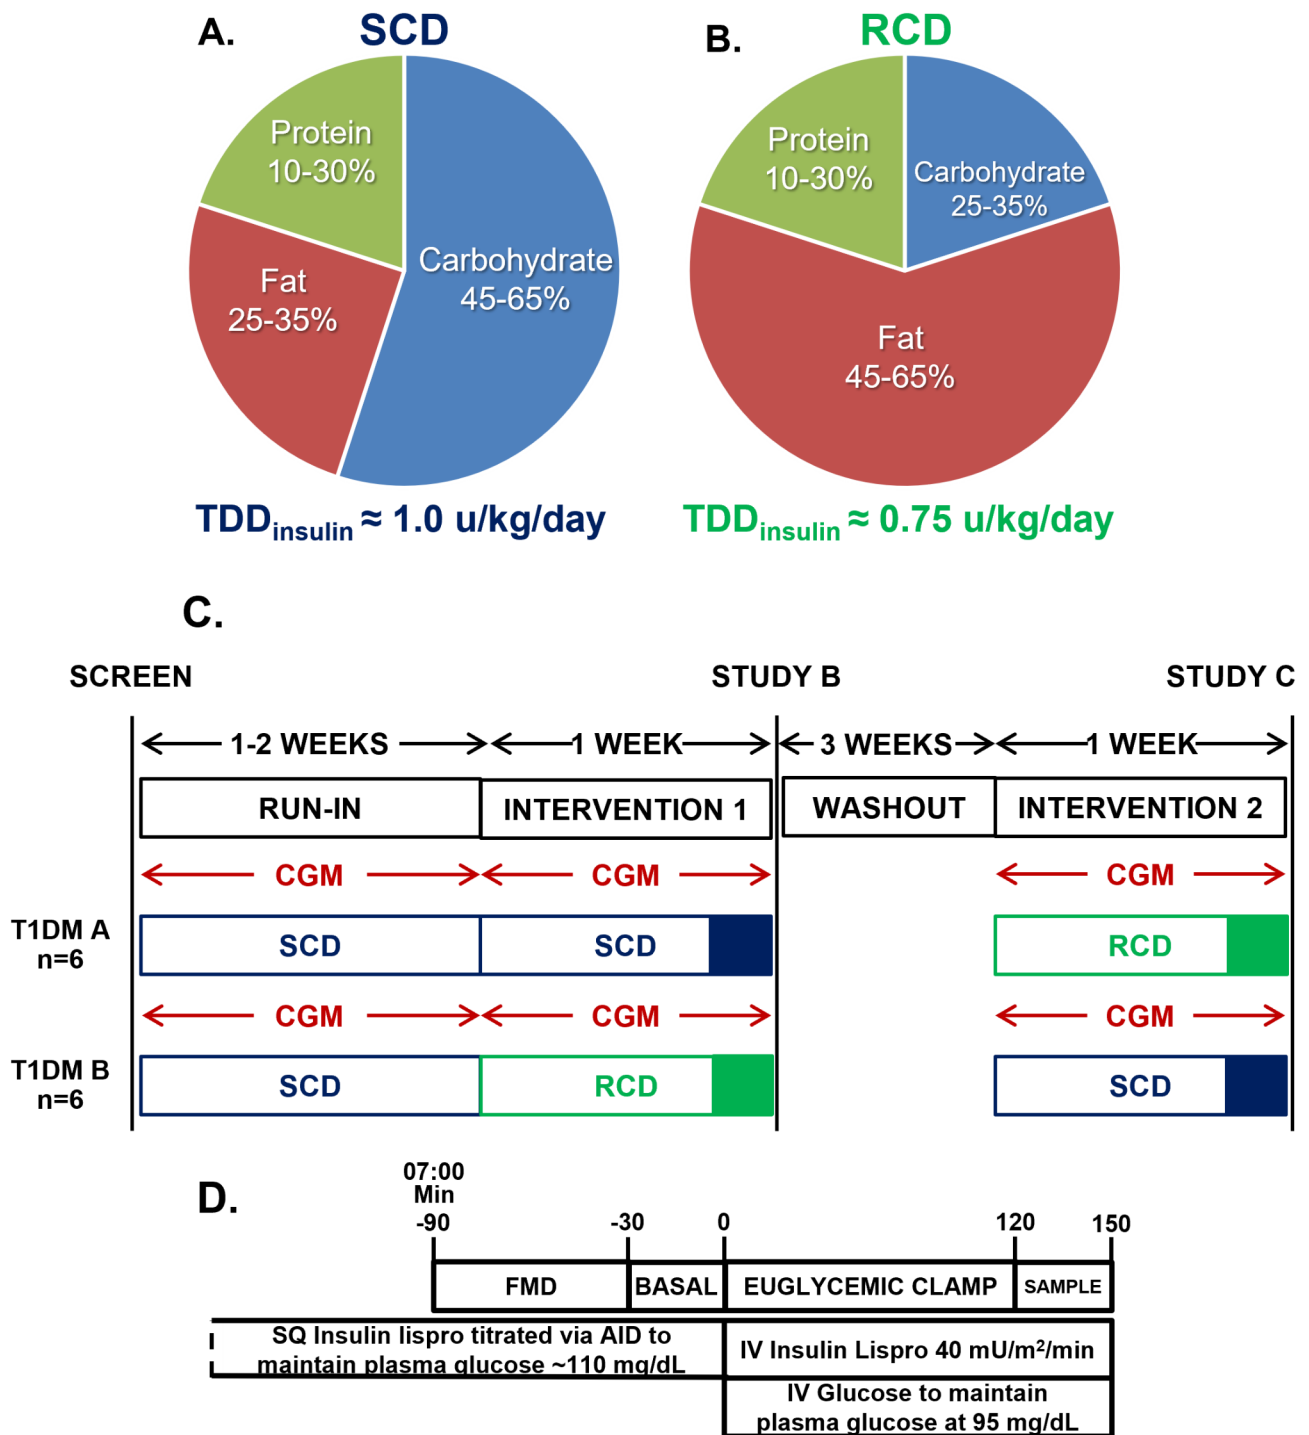 A.
SCD
Protein
10-30%
Carbohydrate
45-65%
Fat
25-35%
TDDinsulin ≈ 1.0 u/kg/day
B.
RCD
Protein
10-30%
Carbohydrate
25-35%
Fat
45-65%
TDDinsulin ≈ 0.75 u/kg/day
C.
SCREEN
STUDY B
STUDY C
1-2 WEEKS
1 WEEK
3 WEEKS
1 WEEK
RUN-IN
INTERVENTION 1
WASHOUT
INTERVENTION 2
CGM
CGM
CGM
T1DM A
n=6
SCD
SCD
RCD
CGM
CGM
CGM
T1DM B
n=6
SCD
RCD
SCD
D.
07:00
Min
-90
-30
0
120
150
FMD
BASAL
EUGLYCEMIC CLAMP
SAMPLE
SQ Insulin lispro titrated via AID to
maintain plasma glucose ~110 mg/dL
IV Insulin Lispro 40 mU/m²/min
IV Glucose to maintain
plasma glucose at 95 mg/dL